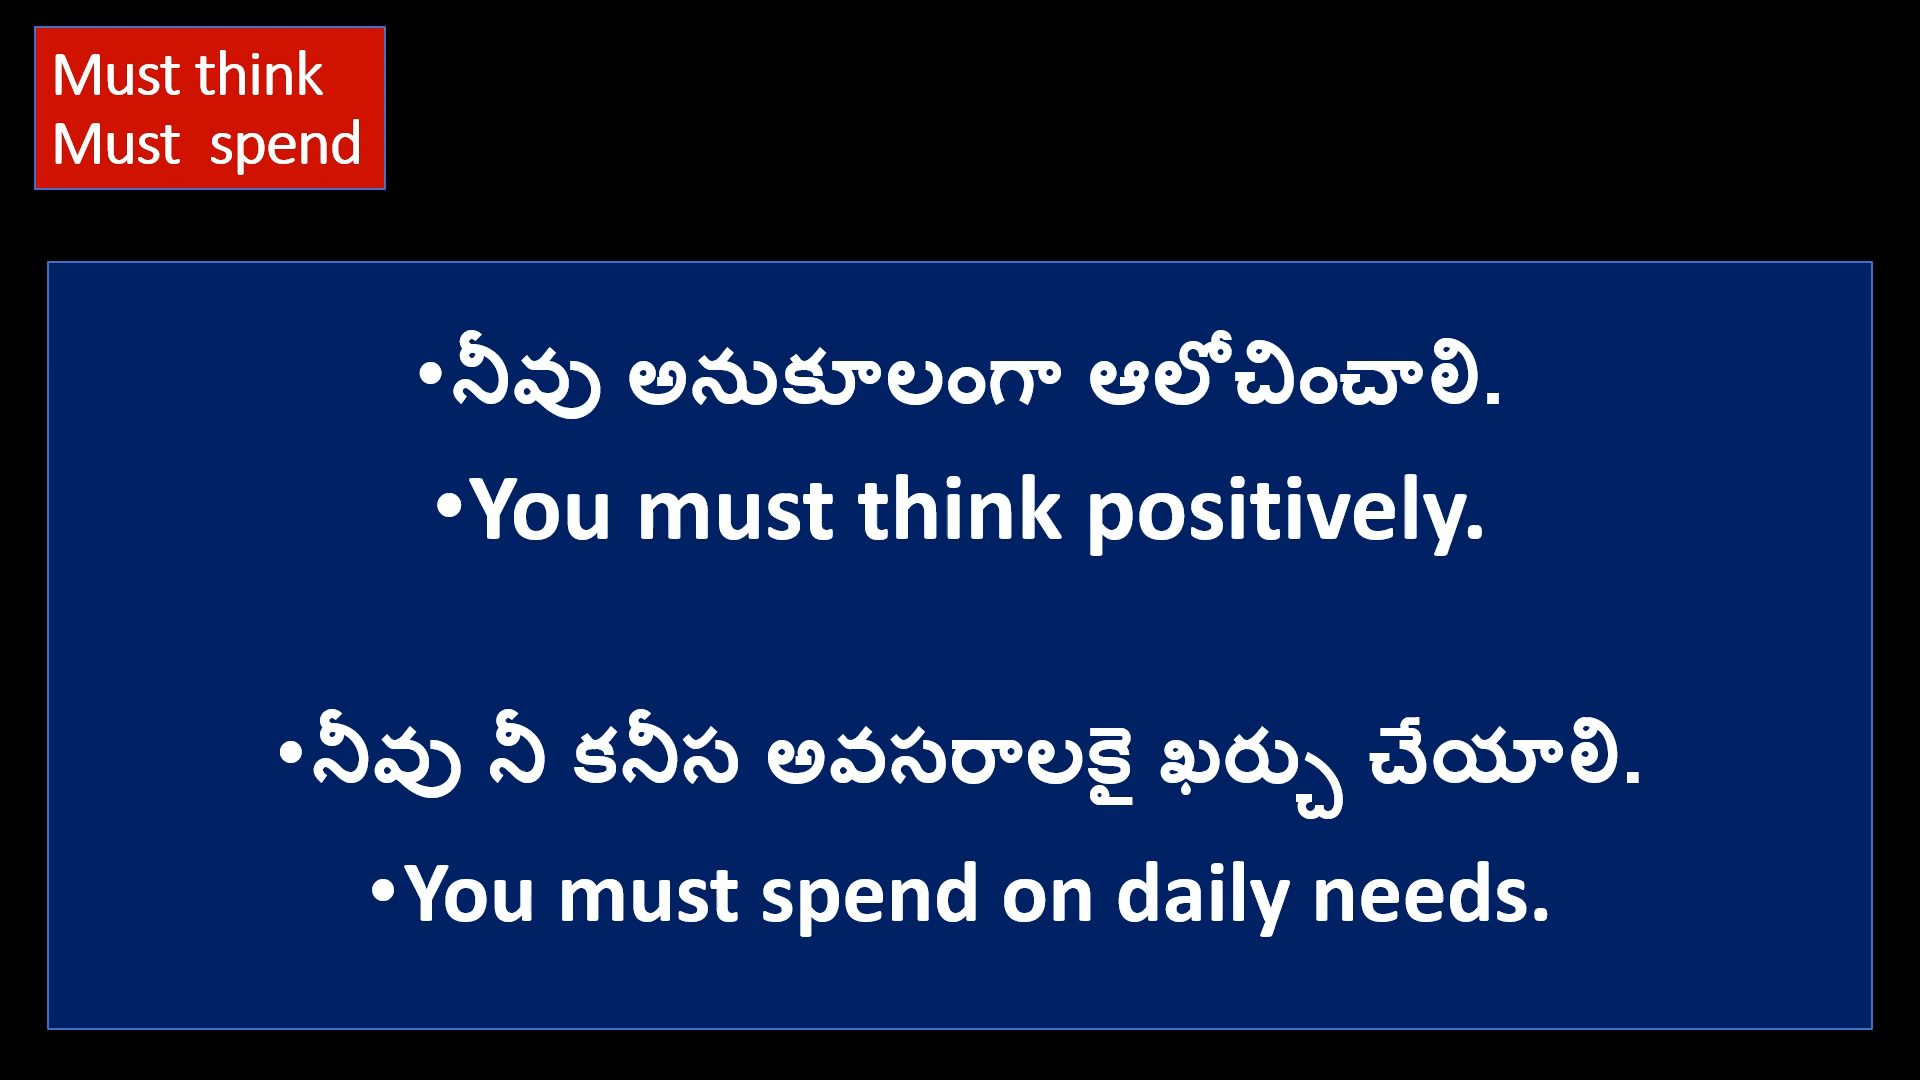 Must think
Must  spend
•నీవు అనుకూలంగా ఆలోచించాలి.
•You must think positively.
•నీవు నీ కనీస అవసరాలకై ఖర్చు చేయాలి.
•You must spend on daily needs.